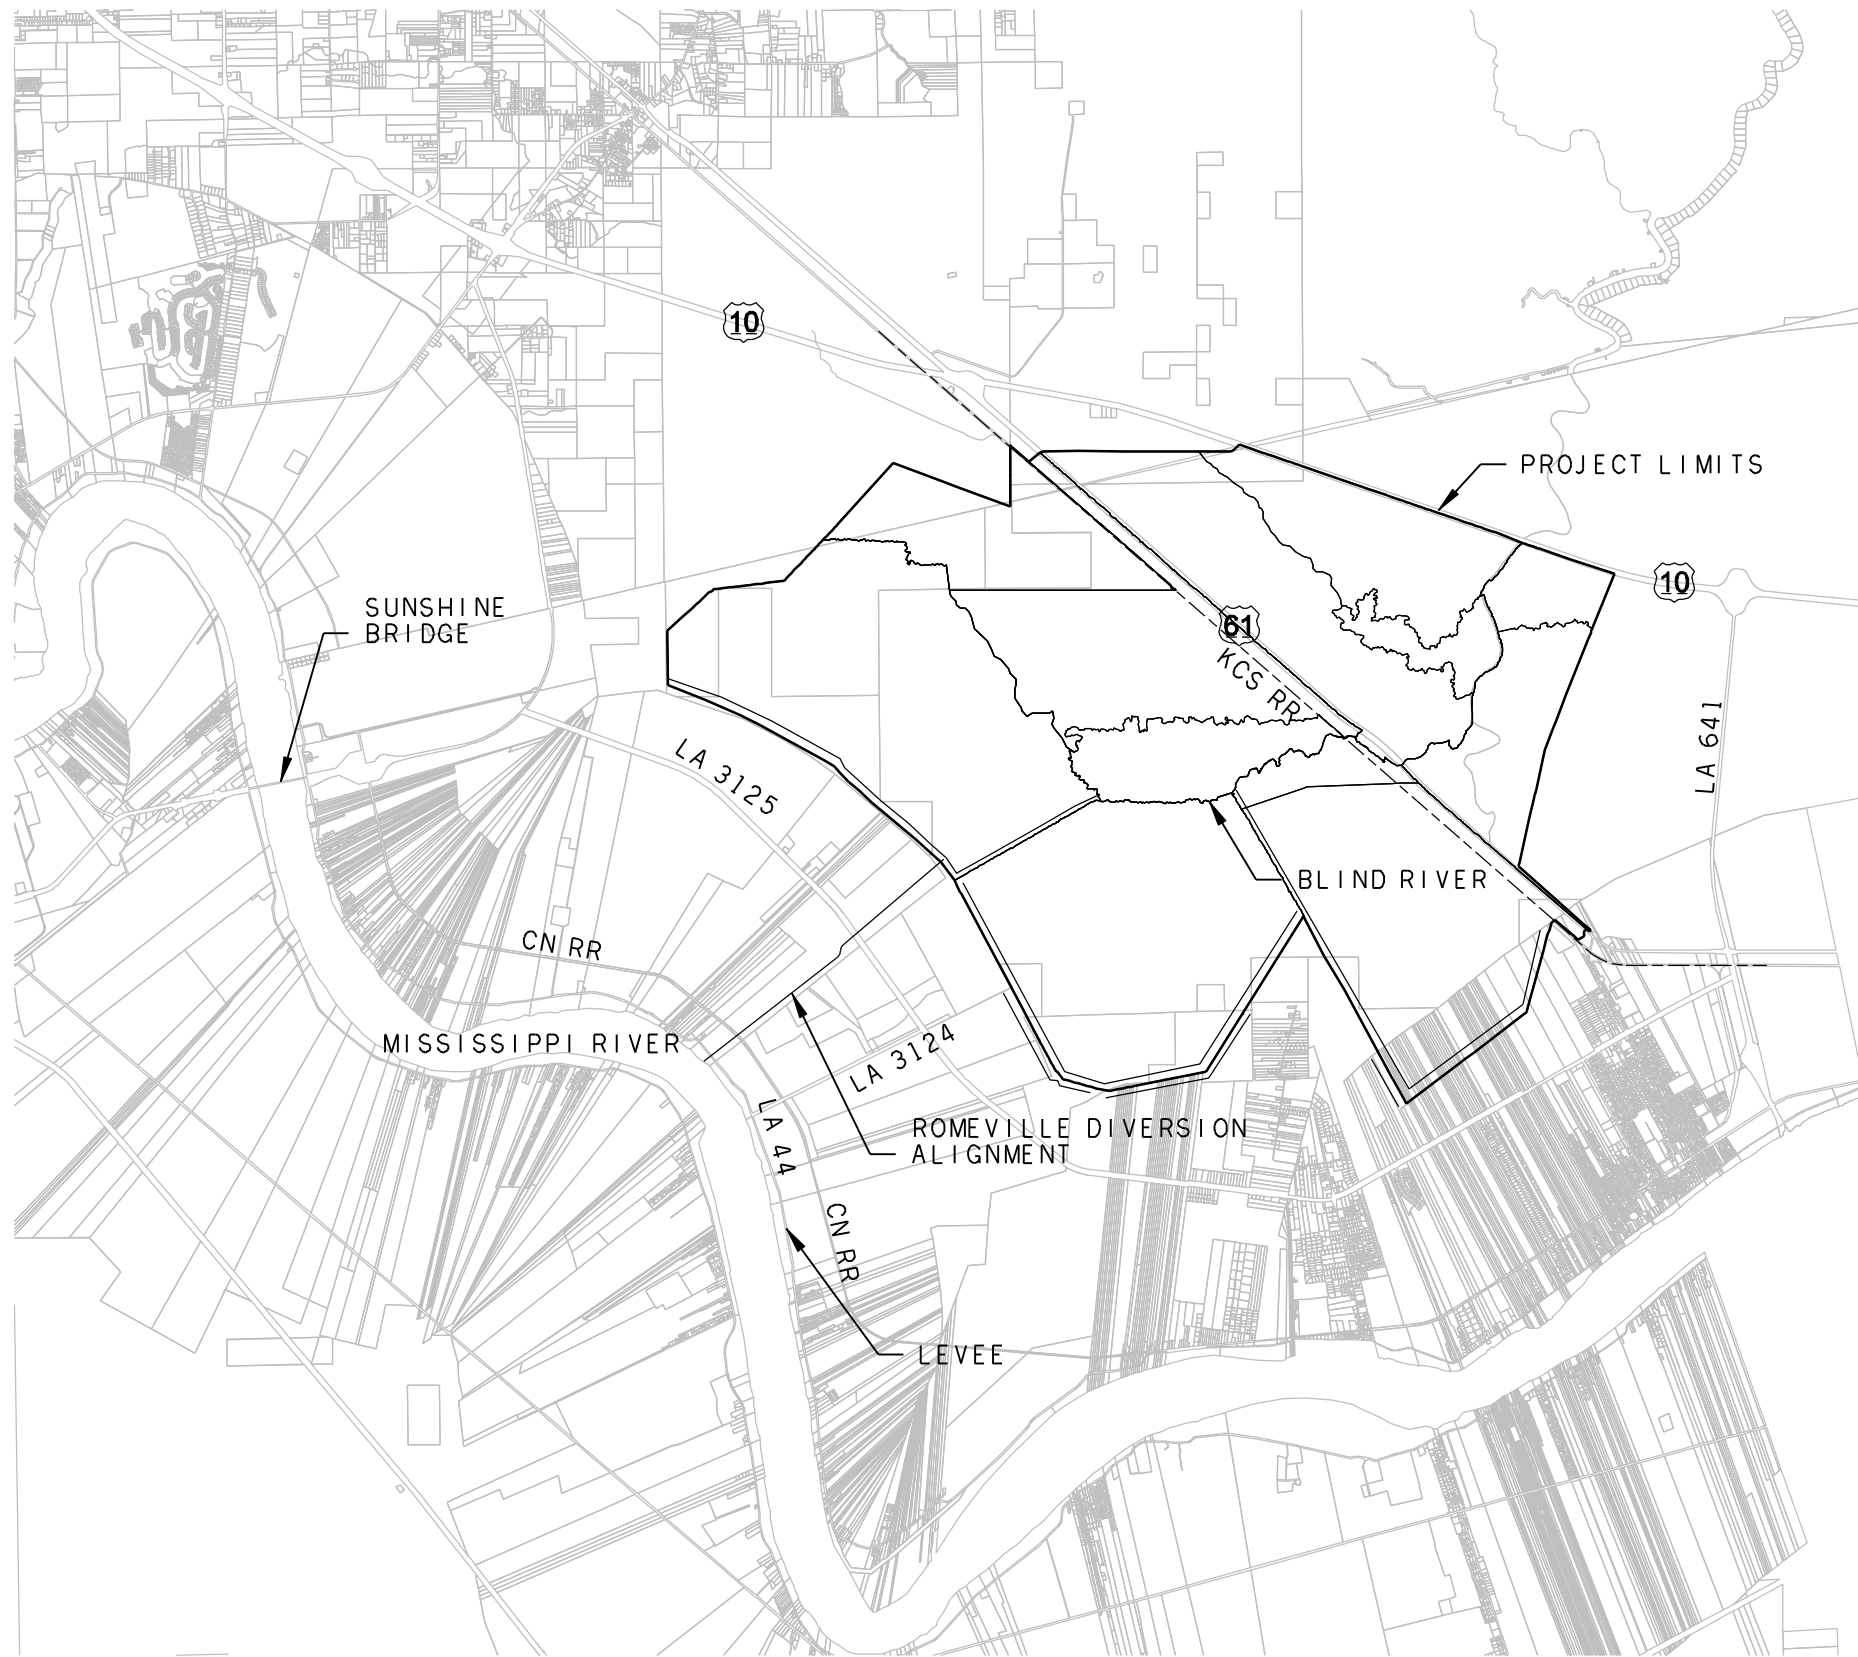 10
PROJECT LIMITS
10
SUNSHINE
BRIDGE
61
KCS RR
LA 641
LA 3125
BLIND RIVER
CN RR
MISSISSIPPI RIVER
LA 3124
LA 44
ROMEVILLE DIVERSION
ALIGNMENT
CN RR
LEVEE